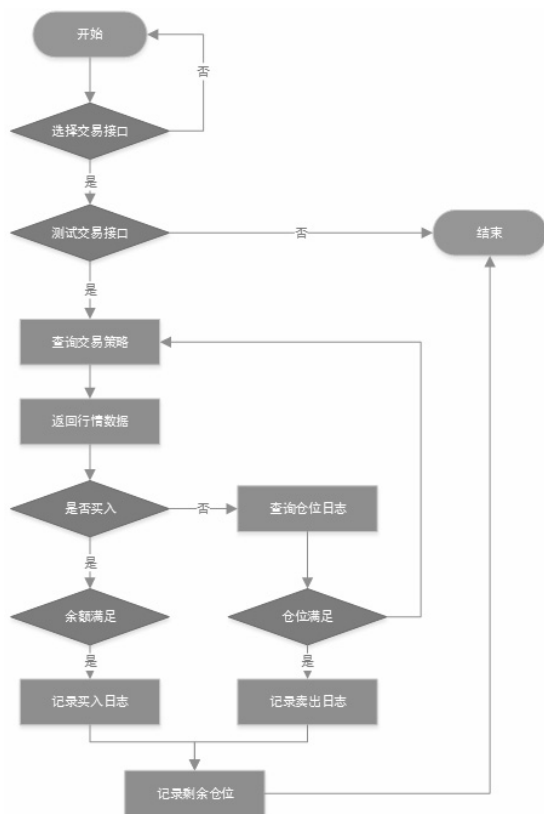 开始
否
选择交易接口
是
测试交易接口
否
结束
是
查询交易策略
返回行情数据
是否买入
否
查询仓位日志
是
余额满足
仓位满足
是
是
记录买入日志
记录卖出日志
记录剩余仓位